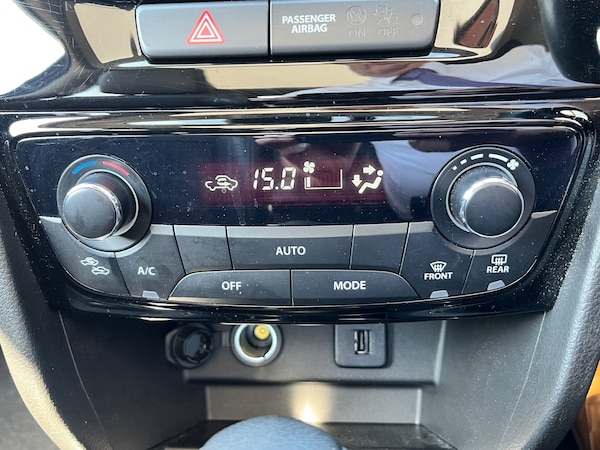 PASSENGER
AIRBAG
ON OFF
15.0
AUTO
A/C
OFF
MODE
FRONT
REAR